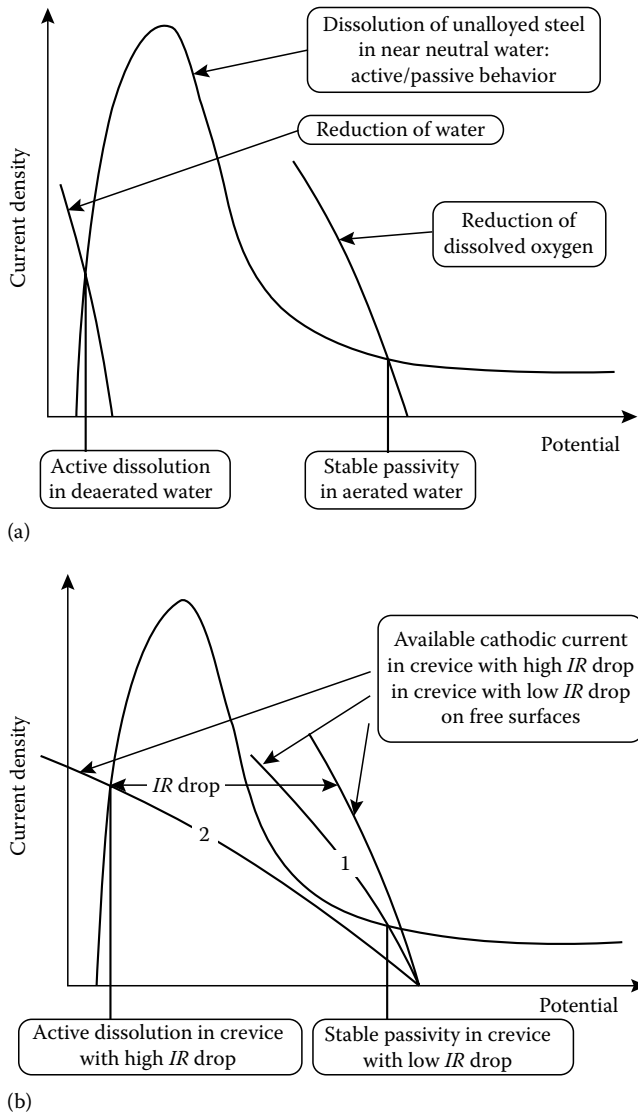 Dissolution of unalloyed steel
in near neutral water:
active/passive behavior
Reduction of water
Reduction of
dissolved oxygen
Current density
Potential
Active dissolution
in deaerated water
Stable passivity
in aerated water
(a)
Available cathodic current
in crevice with high IR drop
in crevice with low IR drop
on free surfaces
IR drop
1
2
Current density
Potential
Active dissolution in crevice
with high IR drop
Stable passivity in crevice
with low IR drop
(b)